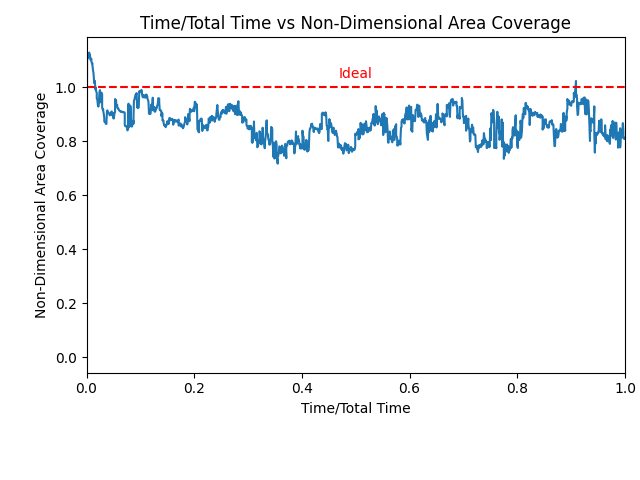 Time/Total Time vs Non-Dimensional Area Coverage
Ideal
Non-Dimensional Area Coverage
1.0
0.8
0.6
0.4
0.2
0.0
0.0 0.2 0.4 0.6 0.8 1.0
Time/Total Time